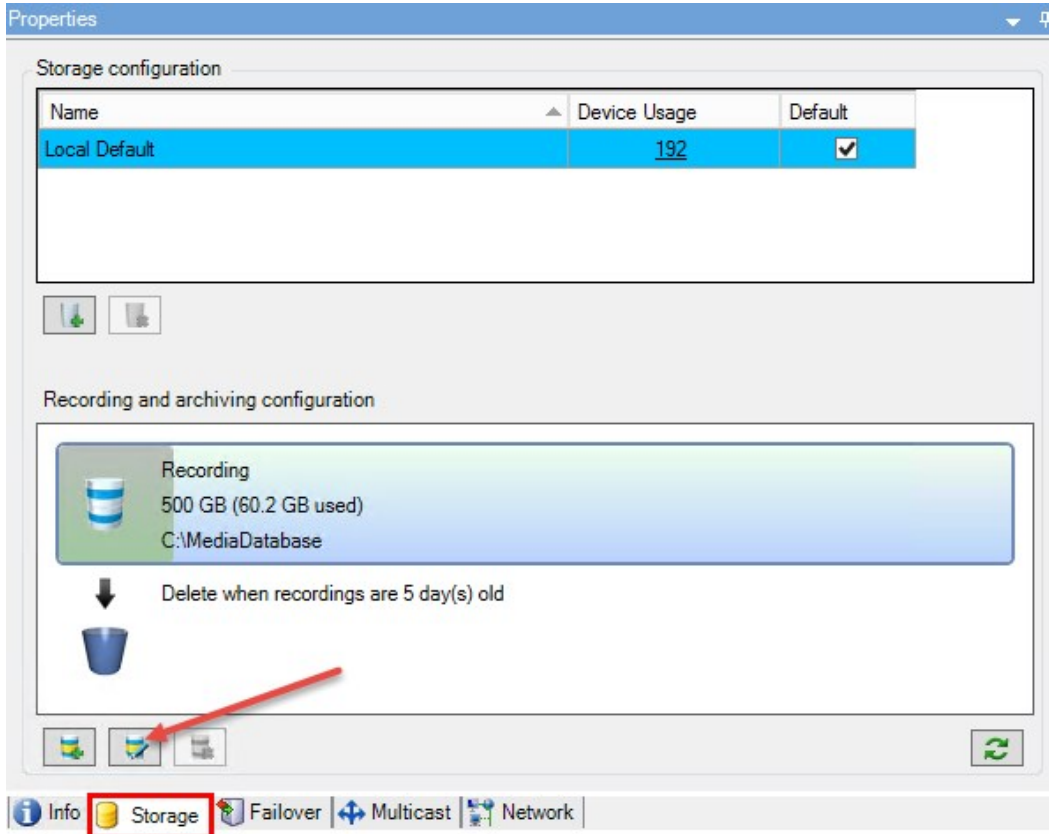 Properties
Storage configuration
Name Device Usage Default
Local Default 192
Recording and archiving configuration
Recording
500 GB (60.2 GB used)
C:\MediaDatabase
Delete when recordings are 5 day(s) old
Info Storage Failover Multicast Network